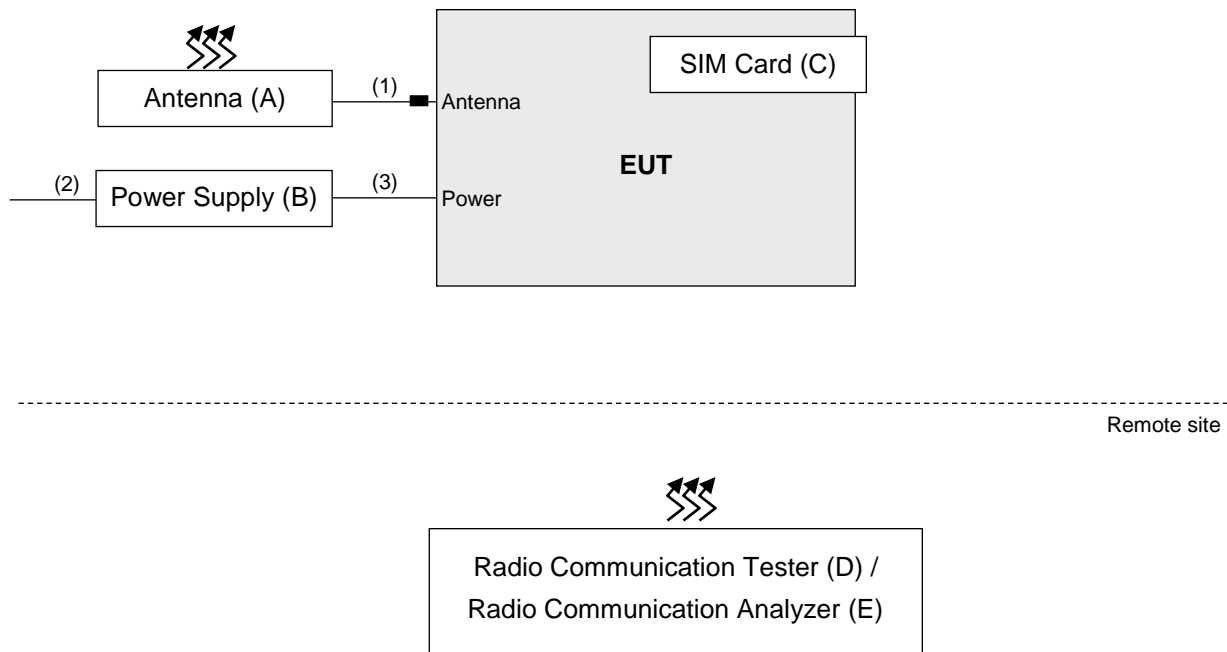 SIM Card (C)
Antenna (A)
(1)
Antenna
EUT
(2)
Power Supply (B)
(3)
Power
Remote site
Radio Communication Tester (D) /
Radio Communication Analyzer (E)